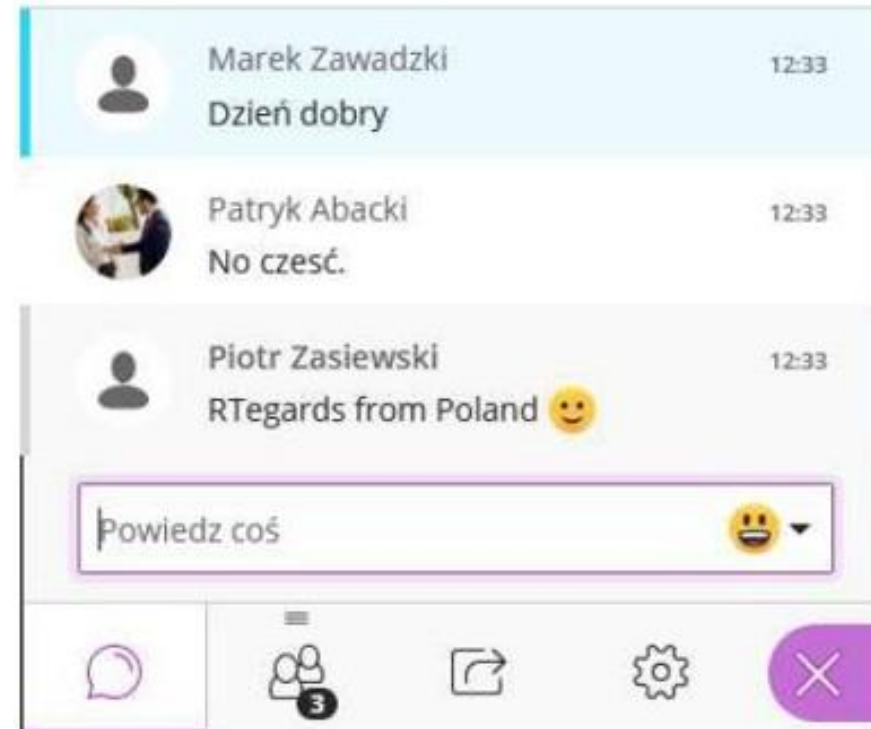 Marek Zawadzki 12:33
Dzień dobry
Patryk Abacki 12:33
No czesć.
Piotr Zasiewski 12:33
RTegards from Poland 🙂
Powiedz coś
3